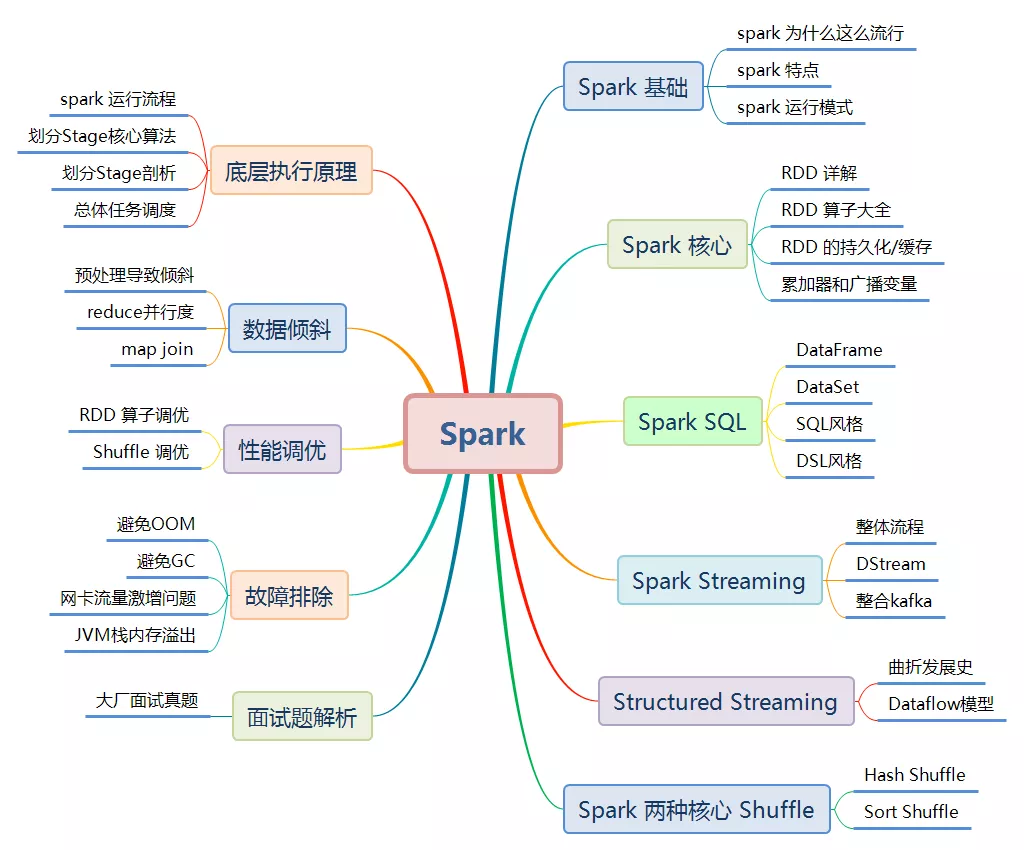 Spark
Spark 基础
spark 为什么这么流行
spark 特点
spark 运行模式
Spark 核心
RDD 详解
RDD 算子大全
RDD 的持久化/缓存
累加器和广播变量
Spark SQL
DataFrame
DataSet
SQL风格
DSL风格
Spark Streaming
整体流程
DStream
整合kafka
Structured Streaming
曲折发展史
Dataflow模型
Spark 两种核心 Shuffle
Hash Shuffle
Sort Shuffle
底层执行原理
spark 运行流程
划分Stage核心算法
划分Stage剖析
总体任务调度
数据倾斜
预处理导致倾斜
reduce并行度
map join
性能调优
RDD 算子调优
Shuffle 调优
故障排除
避免OOM
避免GC
网卡流量激增问题
JVM栈内存溢出
面试题解析
大厂面试真题